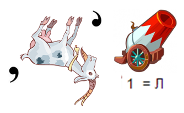 , ,
1 = Л